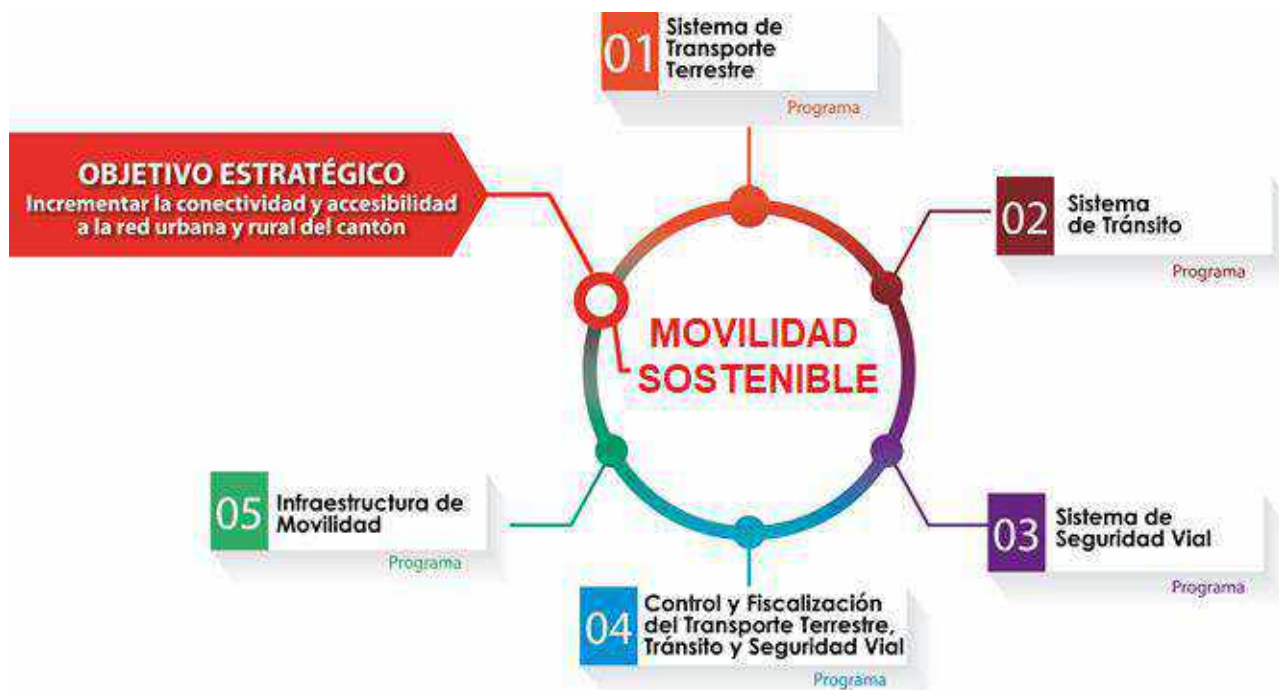 01
Sistema de
Transporte
Terrestre
Programa
OBJETIVO ESTRATÉGICO
Incrementar la conectividad y accesibilidad
a la red urbana y rural del cantón
02
Sistema
de Tránsito
Programa
MOVILIDAD
SOSTENIBLE
03
Sistema de
Seguridad Vial
Programa
04
Control y Fiscalización
del Transporte Terrestre,
Tránsito y Seguridad Vial
Programa
05
Infraestructura de
Movilidad
Programa